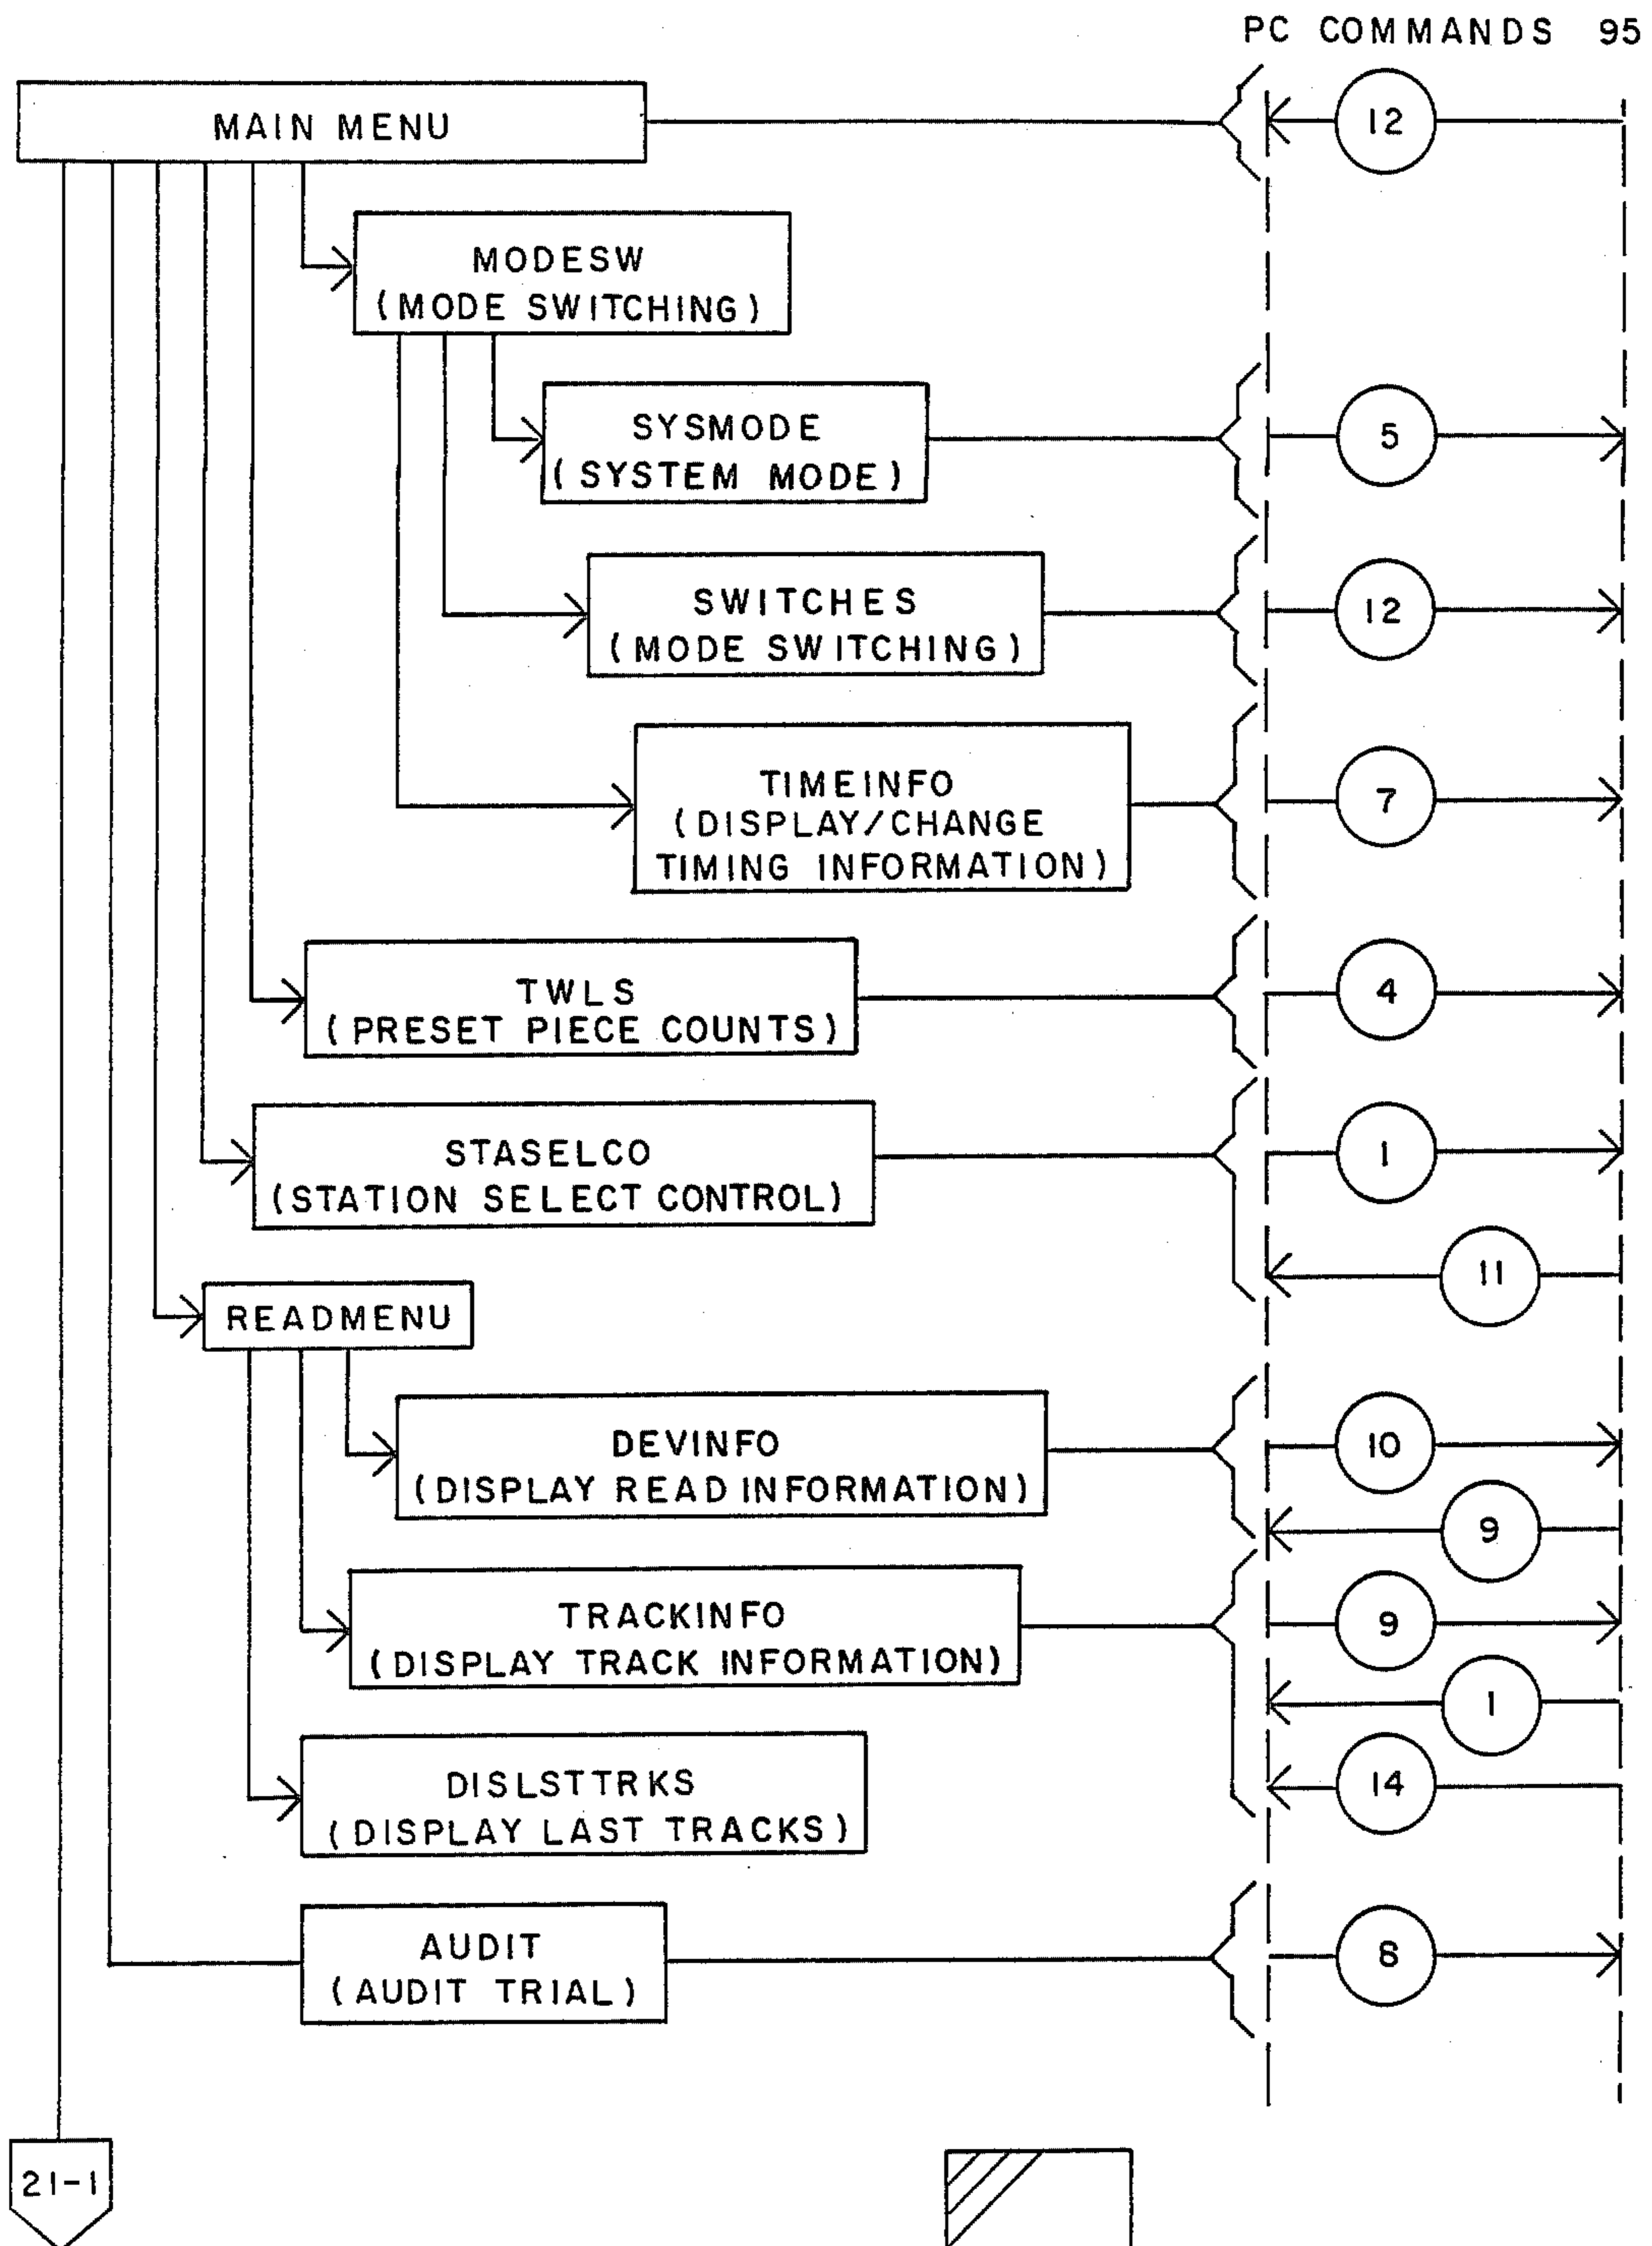 PC COMMANDS 95
MAIN MENU
12
MODESW
(MODE SWITCHING)
SYSMODE
(SYSTEM MODE)
5
SWITCHES
(MODE SWITCHING)
12
TIMEINFO
(DISPLAY/CHANGE
TIMING INFORMATION)
7
TWLS
(PRESET PIECE COUNTS)
4
STASELCO
(STATION SELECT CONTROL)
1
11
READMENU
DEVINFO
(DISPLAY READ INFORMATION)
10
9
TRACKINFO
(DISPLAY TRACK INFORMATION)
9
1
DISLSTTRKS
(DISPLAY LAST TRACKS)
14
AUDIT
(AUDIT TRIAL)
8
21-1